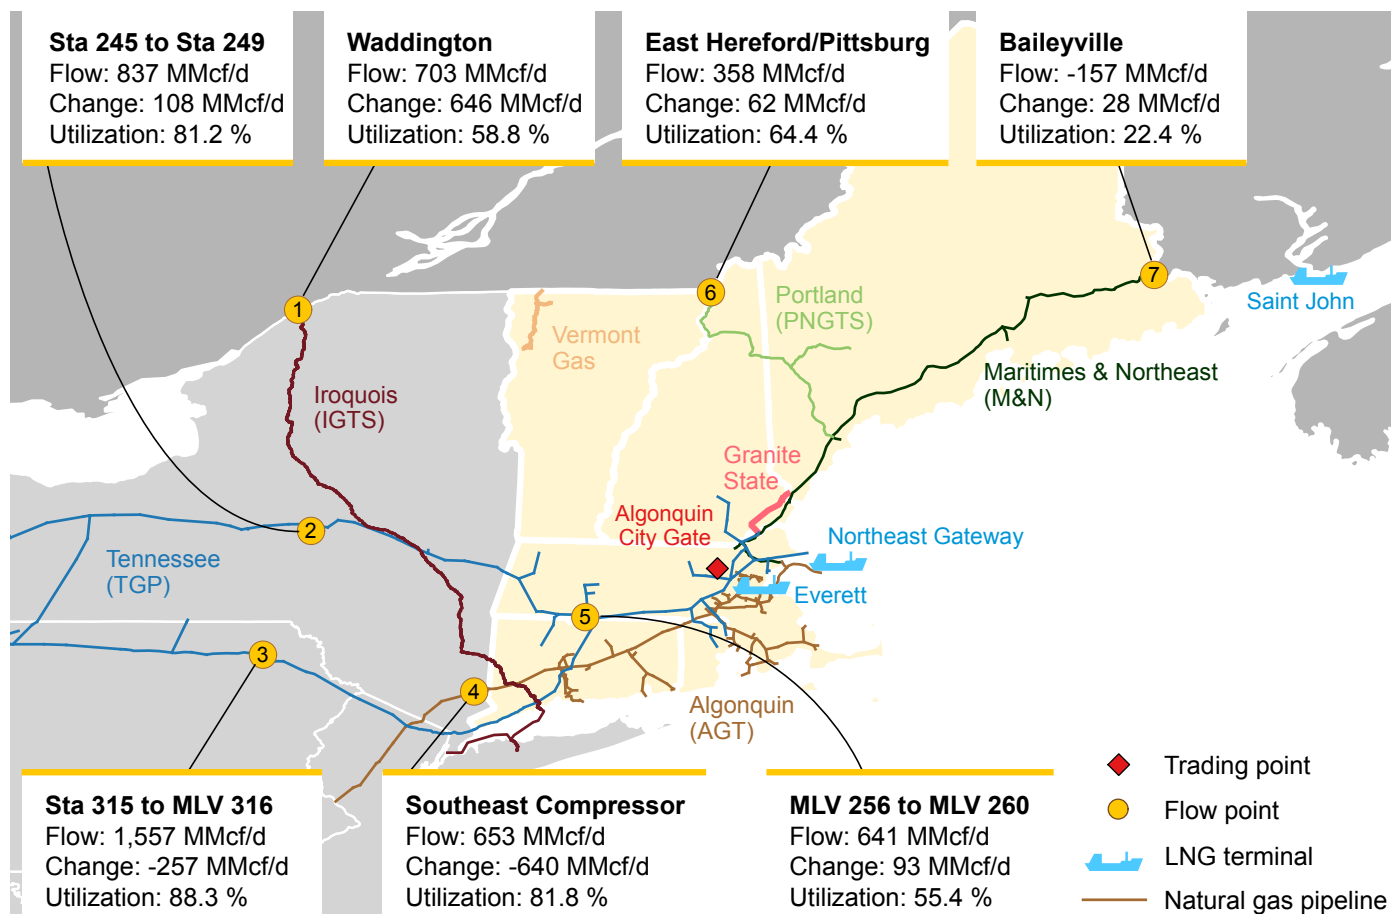 Sta 245 to Sta 249
Flow: 837 MMcf/d
Change: 108 MMcf/d
Utilization: 81.2 %
Waddington
Flow: 703 MMcf/d
Change: 646 MMcf/d
Utilization: 58.8 %
East Hereford/Pittsburg
Flow: 358 MMcf/d
Change: 62 MMcf/d
Utilization: 64.4 %
Baileyville
Flow: -157 MMcf/d
Change: 28 MMcf/d
Utilization: 22.4 %
7
6
1
Saint John
Portland
(PNGTS)
Vermont
Gas
Maritimes & Northeast
(M&N)
Iroquois
(IGTS)
Granite
State
Algonquin
City Gate
2
Northeast Gateway
Tennessee
(TGP)
Everett
5
3
4
Algonquin
(AGT)
Sta 315 to MLV 316
Flow: 1,557 MMcf/d
Change: -257 MMcf/d
Utilization: 88.3 %
Southeast Compressor
Flow: 653 MMcf/d
Change: -640 MMcf/d
Utilization: 81.8 %
MLV 256 to MLV 260
Flow: 641 MMcf/d
Change: 93 MMcf/d
Utilization: 55.4 %
Trading point
Flow point
LNG terminal
Natural gas pipeline